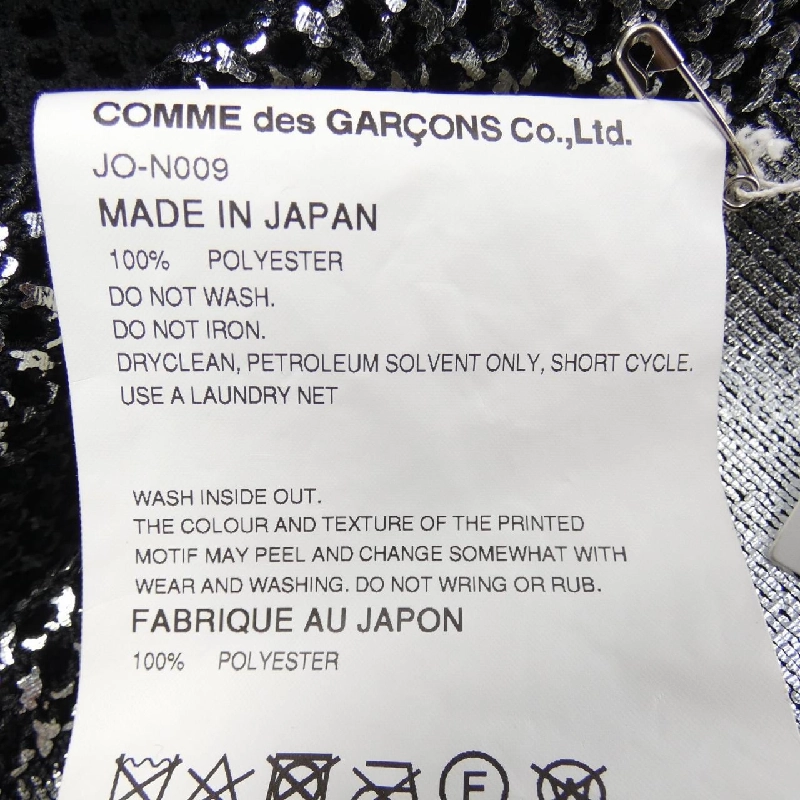 COMME des GARÇONS Co.,Ltd.
JO-N009
MADE IN JAPAN
100% POLYESTER
DO NOT WASH.
DO NOT IRON.
DRYCLEAN, PETROLEUM SOLVENT ONLY, SHORT CYCLE.
USE A LAUNDRY NET
WASH INSIDE OUT.
THE COLOUR AND TEXTURE OF THE PRINTED
MOTIF MAY PEEL AND CHANGE SOMEWHAT WITH
WEAR AND WASHING. DO NOT WRING OR RUB.
FABRIQUE AU JAPON
100% POLYESTER
F W